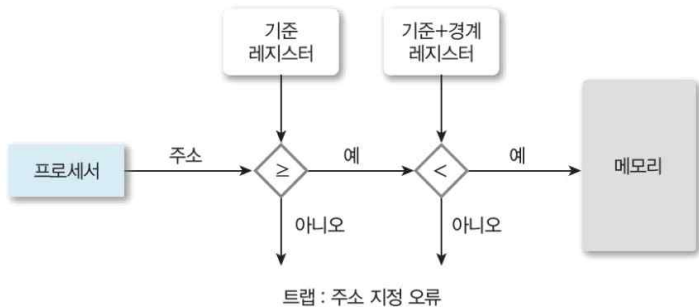 기준
레지스터
기준+경계
레지스터
프로세서
주소
≥
예
<
예
메모리
아니오
아니오
트랩 : 주소 지정 오류